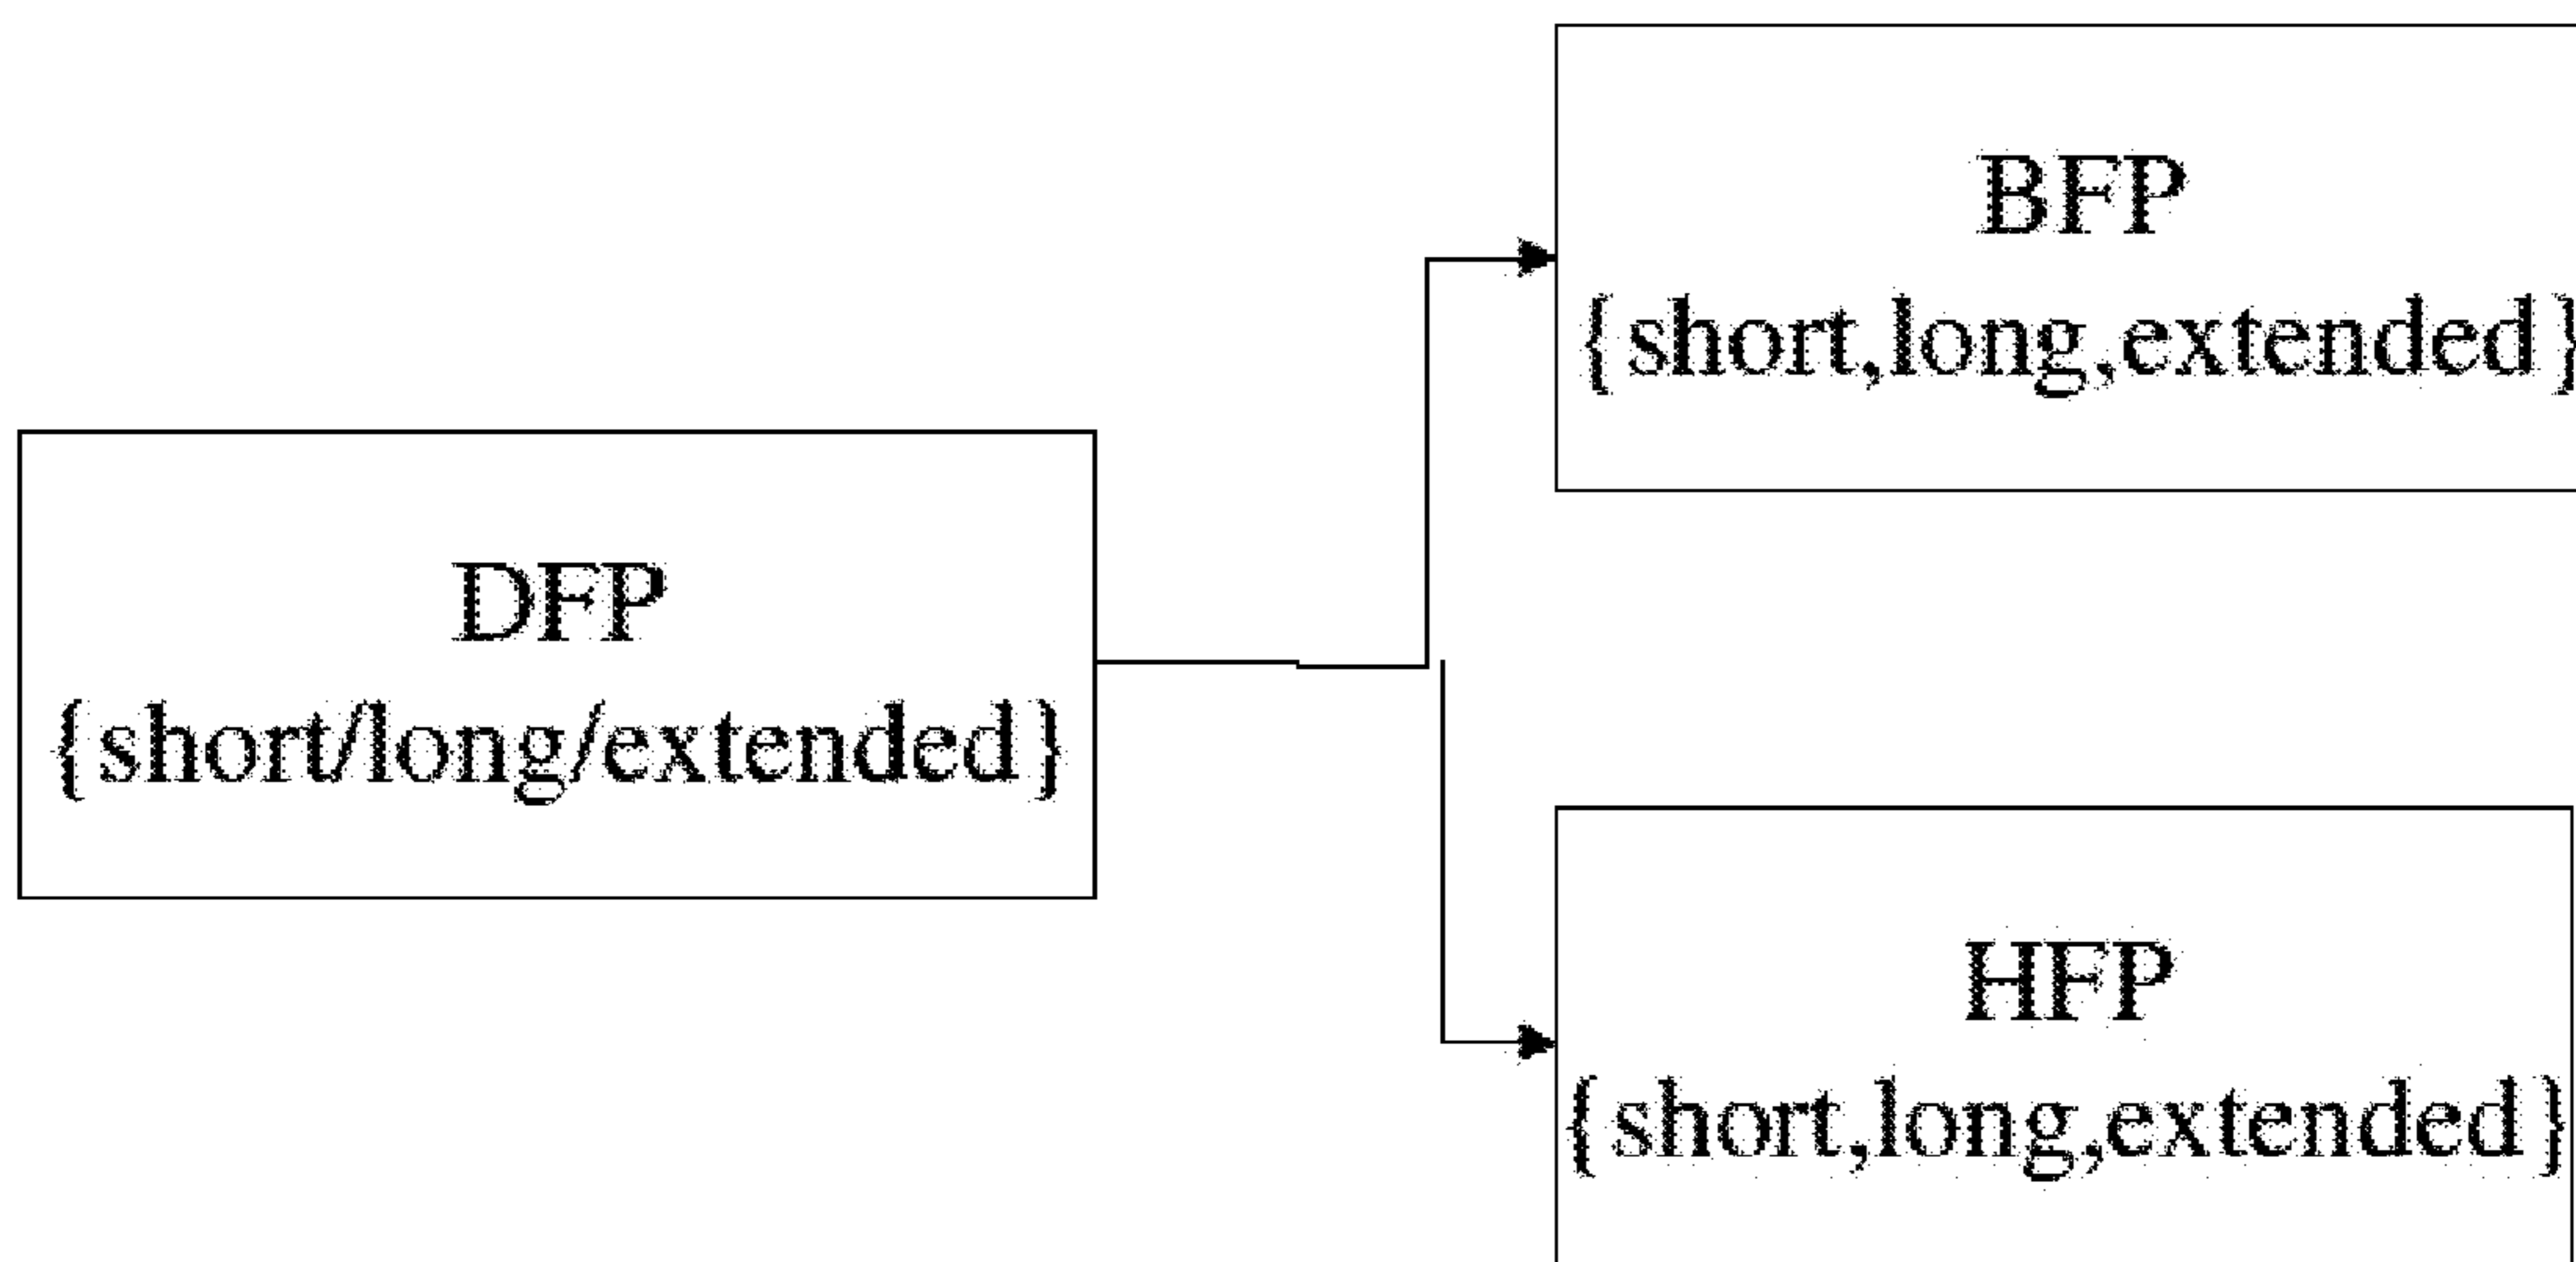 BFP
{short,long,extended}
DFP
{short/long/extended}
HFP
{short,long,extended}